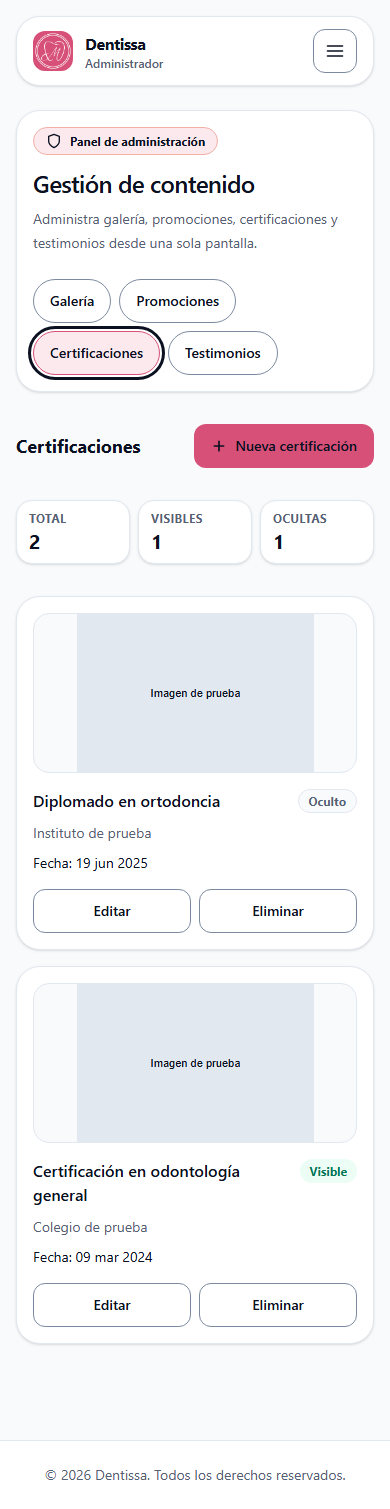 Dentissa
Administrador
Panel de administración
Gestión de contenido
Administra galería, promociones, certificaciones y
testimonios desde una sola pantalla.
Galería
Promociones
Certificaciones
Testimonios
Certificaciones
+ Nueva certificación
TOTAL
2
VISIBLES
1
OCULTAS
1
Imagen de prueba
Diplomado en ortodoncia
Oculto
Instituto de prueba
Fecha: 19 jun 2025
Editar
Eliminar
Imagen de prueba
Certificación en odontología
general
Visible
Colegio de prueba
Fecha: 09 mar 2024
Editar
Eliminar
© 2026 Dentissa. Todos los derechos reservados.